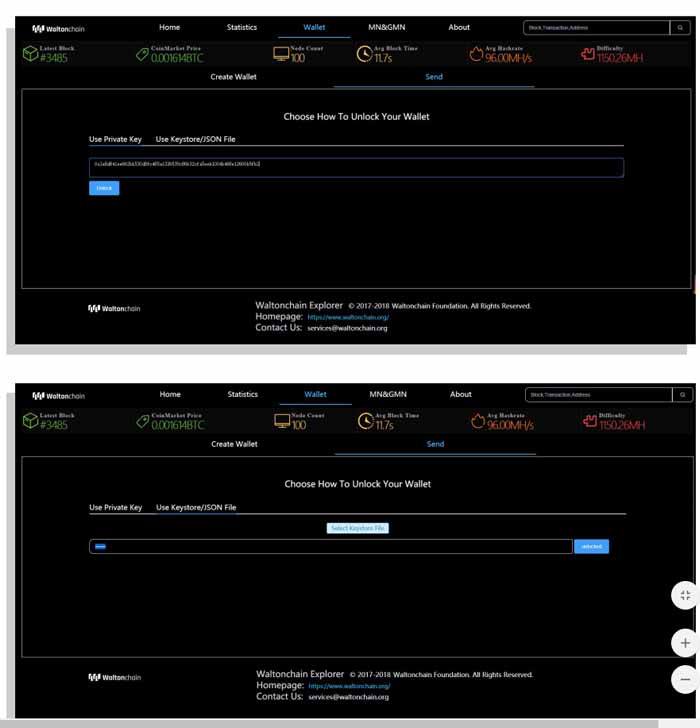 Waltonchain Home Statistics Wallet MN&GMN About Block,Transaction,Address
Latest Block CoinMarket Price Node Count Avg Block Time Avg Hashrate Difficulty
#3485 0.001614BTC 100 11.7s 96.00MH/s 1150.26MH
Create Wallet Send
Choose How To Unlock Your Wallet
Use Private Key Use Keystore/JSON File
Unlock
Waltonchain Waltonchain Explorer © 2017-2018 Waltonchain Foundation. All Rights Reserved.
Homepage: https://www.waltonchain.org/
Contact Us: services@waltonchain.org
Waltonchain Home Statistics Wallet MN&GMN About Block,Transaction,Address
Latest Block CoinMarket Price Node Count Avg Block Time Avg Hashrate Difficulty
#3485 0.001614BTC 100 11.7s 96.00MH/s 1150.26MH
Create Wallet Send
Choose How To Unlock Your Wallet
Use Private Key Use Keystore/JSON File
Select Keystore File
unlocked
Waltonchain Waltonchain Explorer © 2017-2018 Waltonchain Foundation. All Rights Reserved.
Homepage: https://www.waltonchain.org/
Contact Us: services@waltonchain.org